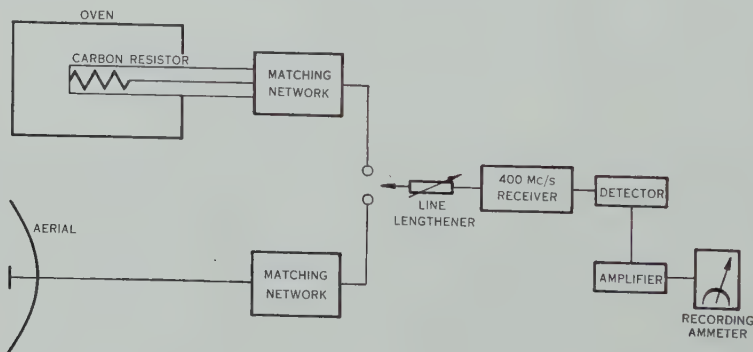 OVEN
CARBON RESISTOR
MATCHING
NETWORK
400 Mc/s
RECEIVER
DETECTOR
LINE
LENGTHENER
AERIAL
MATCHING
NETWORK
AMPLIFIER
RECORDING
AMMETER